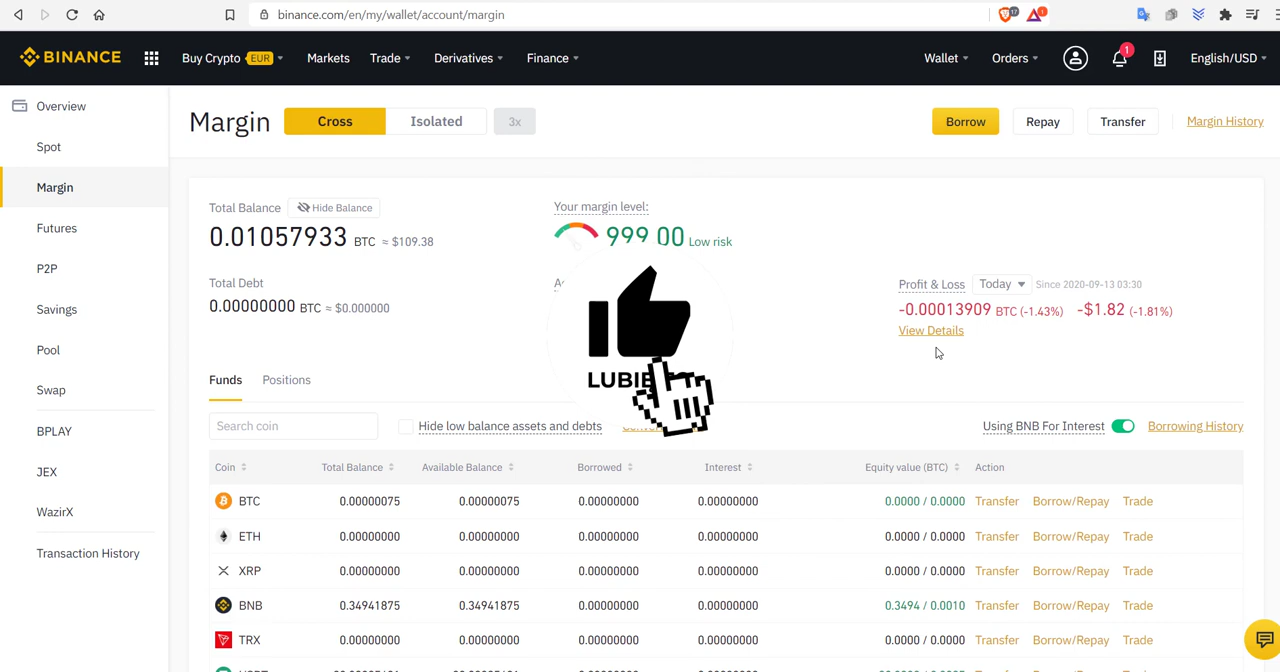 binance.com/en/my/wallet/account/margin
17
1
BINANCE
Buy Crypto EUR
Markets
Trade
Derivatives
Finance
Wallet
Orders
1
English/USD
Overview
Spot
Margin
Futures
P2P
Savings
Pool
Swap
BPLAY
JEX
WazirX
Transaction History
Margin
Cross
Isolated
3x
Borrow
Repay
Transfer
Margin History
Total Balance
Hide Balance
0.01057933 BTC ≈ $109.38
Your margin level:
999.00 Low risk
Total Debt
0.00000000 BTC ≈ $0.000000
Profit & Loss
Today
Since 2020-09-13 03:30
-0.00013909 BTC (-1.43%) -$1.82 (-1.81%)
View Details
Funds
Positions
Search coin
Hide low balance assets and debts
Using BNB For Interest
Borrowing History
Coin Total Balance Available Balance Borrowed Interest Equity value (BTC) Action
BTC 0.00000075 0.00000075 0.00000000 0.00000000 0.0000 / 0.0000 Transfer Borrow/Repay Trade
ETH 0.00000000 0.00000000 0.00000000 0.00000000 0.0000 / 0.0000 Transfer Borrow/Repay Trade
XRP 0.00000000 0.00000000 0.00000000 0.00000000 0.0000 / 0.0000 Transfer Borrow/Repay Trade
BNB 0.34941875 0.34941875 0.00000000 0.00000000 0.3494 / 0.0010 Transfer Borrow/Repay Trade
TRX 0.00000000 0.00000000 0.00000000 0.00000000 0.0000 / 0.0000 Transfer Borrow/Repay Trade